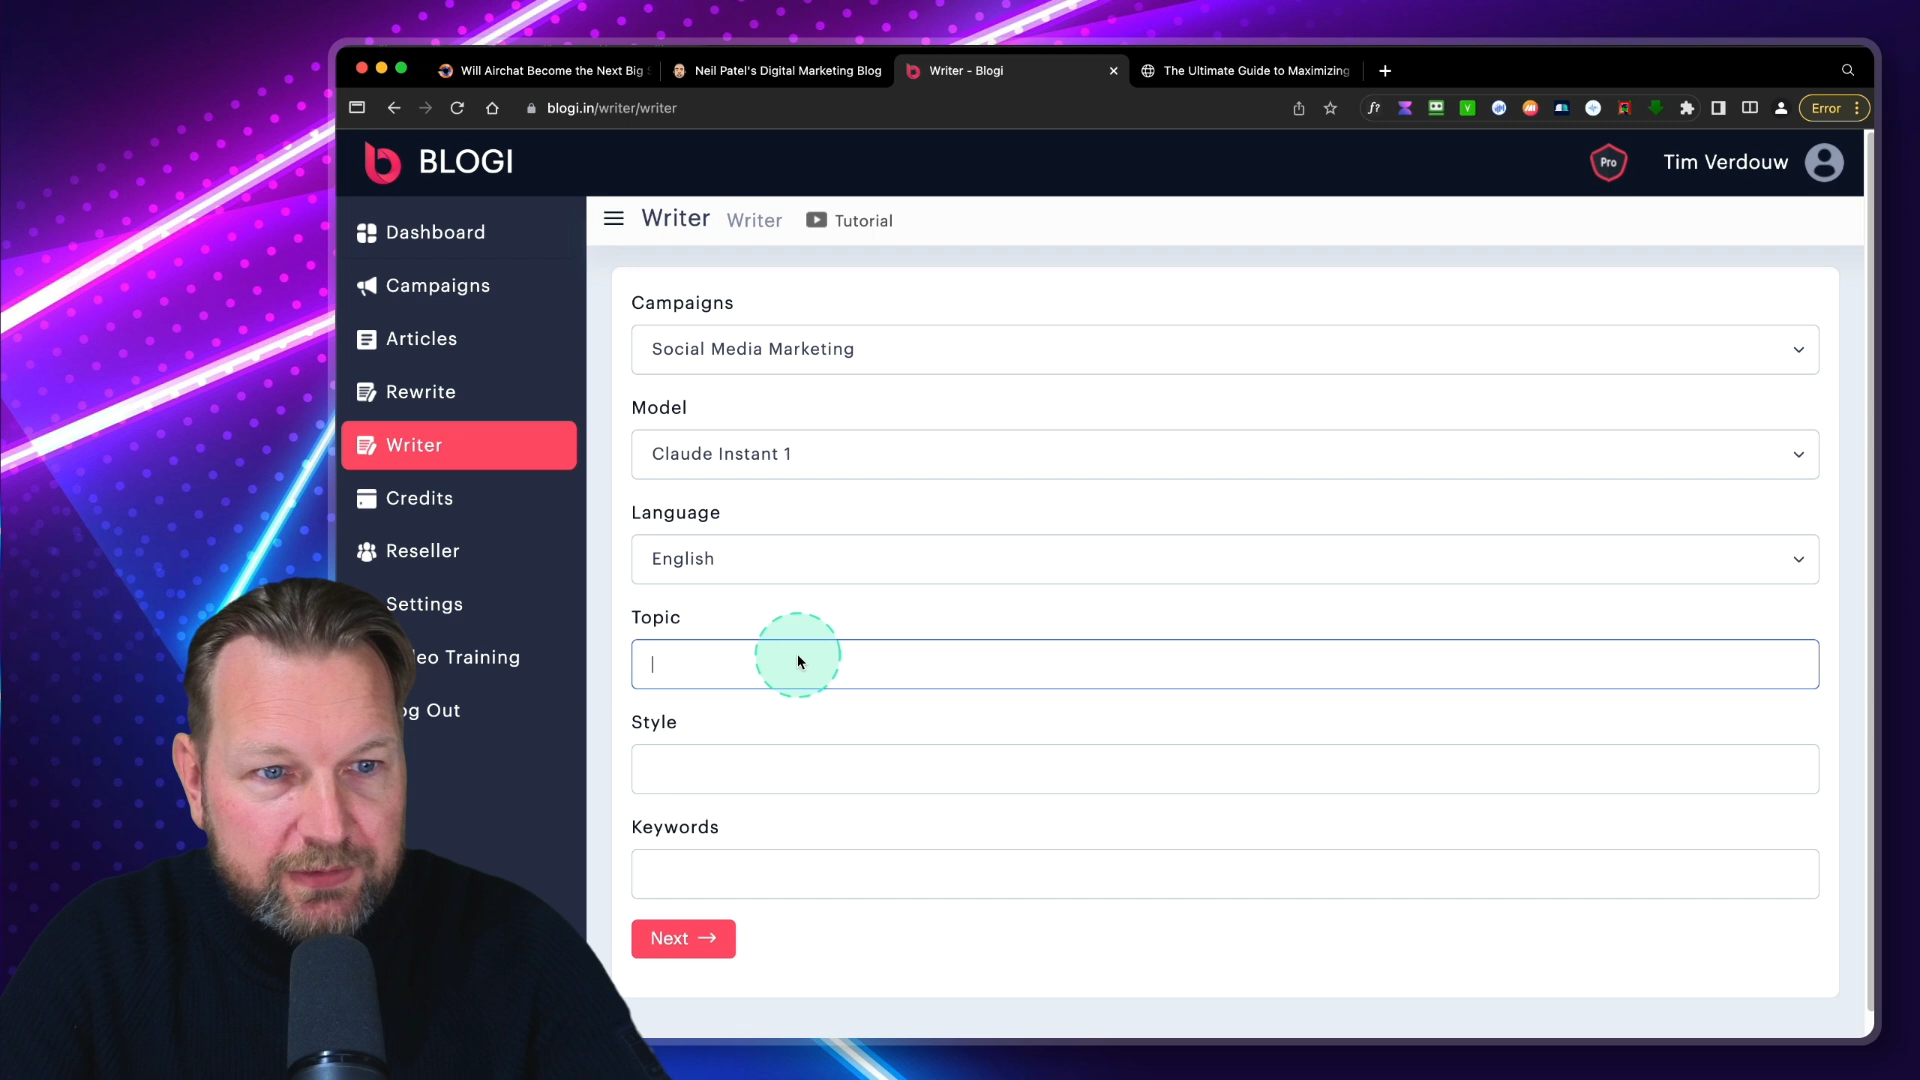 Will Airchat Become the Next Big
Neil Patel's Digital Marketing Blog
Writer - Blogi
The Ultimate Guide to Maximizing
blogi.in/writer/writer
f?
V
Error
BLOGI
Pro
Tim Verdouw
Dashboard
Campaigns
Articles
Rewrite
Writer
Credits
Reseller
Settings
eo Training
og Out
Writer Writer Tutorial
Campaigns
Social Media Marketing
Model
Claude Instant 1
Language
English
Topic
Style
Keywords
Next →